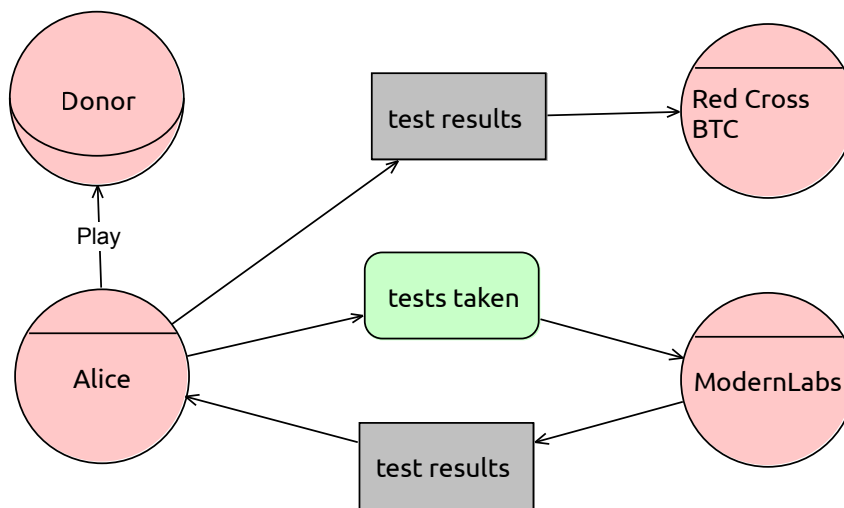 Donor
test results
Red Cross
BTC
Play
tests taken
Alice
ModernLabs
test results